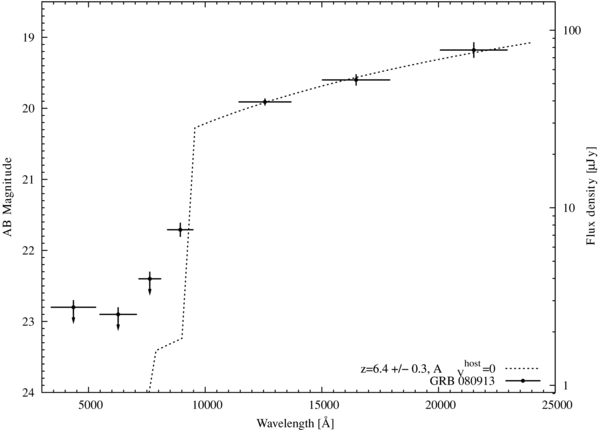 19
20
21
22
23
24
AB Magnitude
100
10
1
Flux density [μJy]
z=6.4 +/- 0.3, A_V^host=0
GRB 080913
5000 10000 15000 20000 25000
Wavelength [Å]